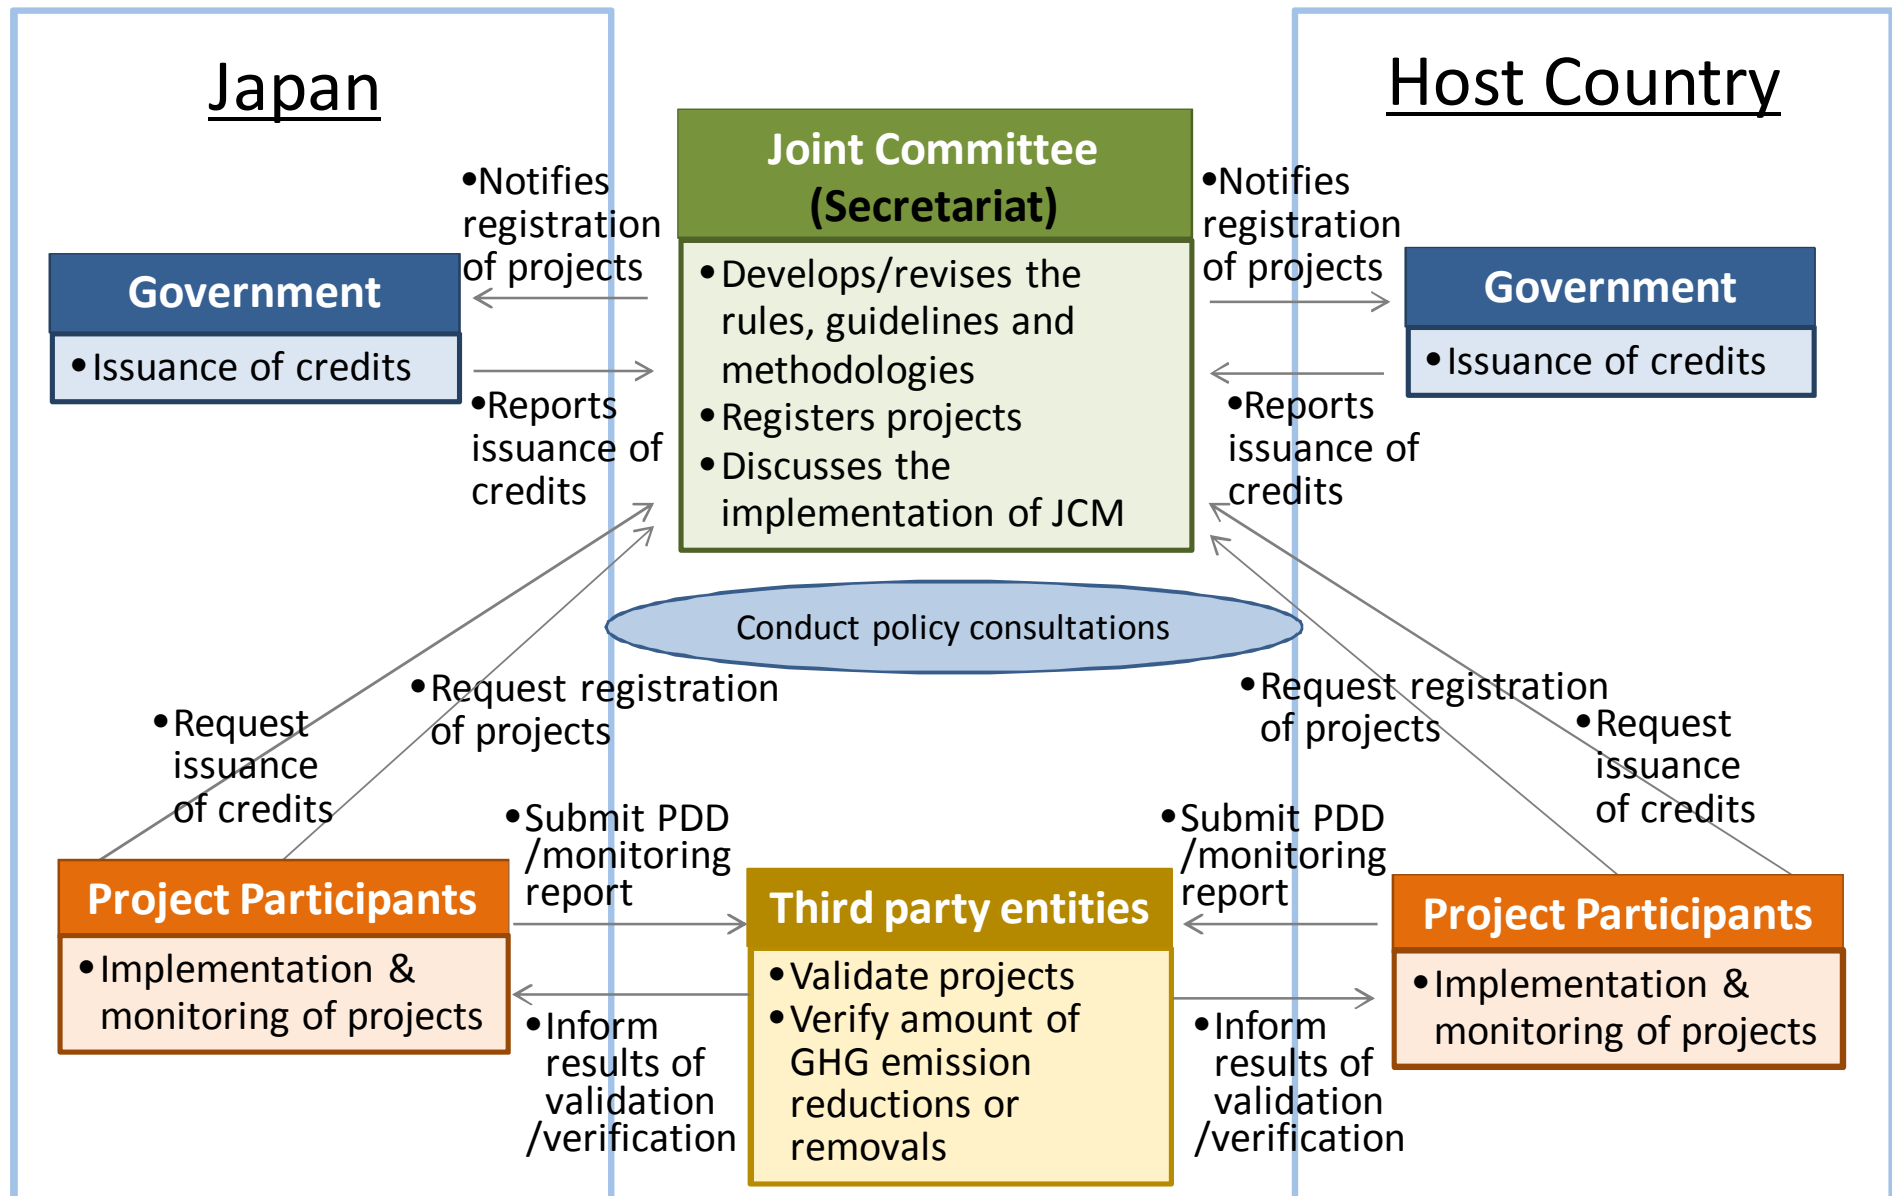 Japan
Host Country
Joint Committee
(Secretariat)
•Develops/revises the
rules, guidelines and
methodologies
•Registers projects
•Discusses the
implementation of JCM
•Notifies
registration
of projects
•Notifies
registration
of projects
Government
•Issuance of credits
Government
•Issuance of credits
•Reports
issuance of
credits
•Reports
issuance of
credits
Conduct policy consultations
•Request
issuance
of credits
•Request registration
of projects
•Request registration
of projects
•Request
issuance
of credits
•Submit PDD
/monitoring
report
•Submit PDD
/monitoring
report
Project Participants
•Implementation &
monitoring of projects
Third party entities
•Validate projects
•Verify amount of
GHG emission
reductions or
removals
Project Participants
•Implementation &
monitoring of projects
•Inform
results of
validation
/verification
•Inform
results of
validation
/verification